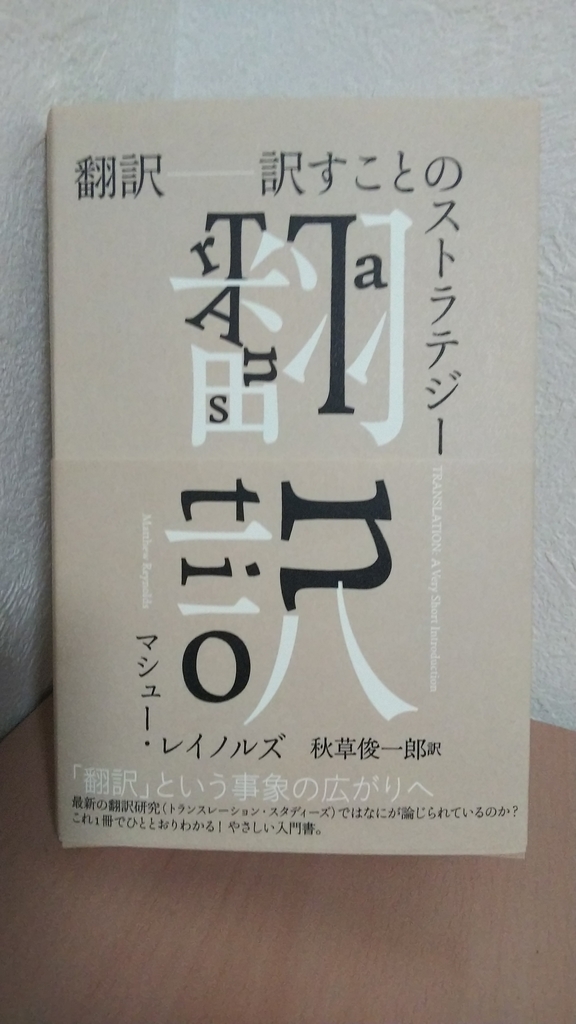 翻訳──訳すことのストラテジー
翻訳
TrAns
la
tio
n
TRANSLATION: A Very Short Introduction
Matthew Reynolds
マシュー・レイノルズ
秋草俊一郎訳
「翻訳」という事象の広がりへ
最新の翻訳研究(トランスレーション・スタディーズ)ではなにが論じられているのか?
これ1冊でひととおりわかる! やさしい入門書。